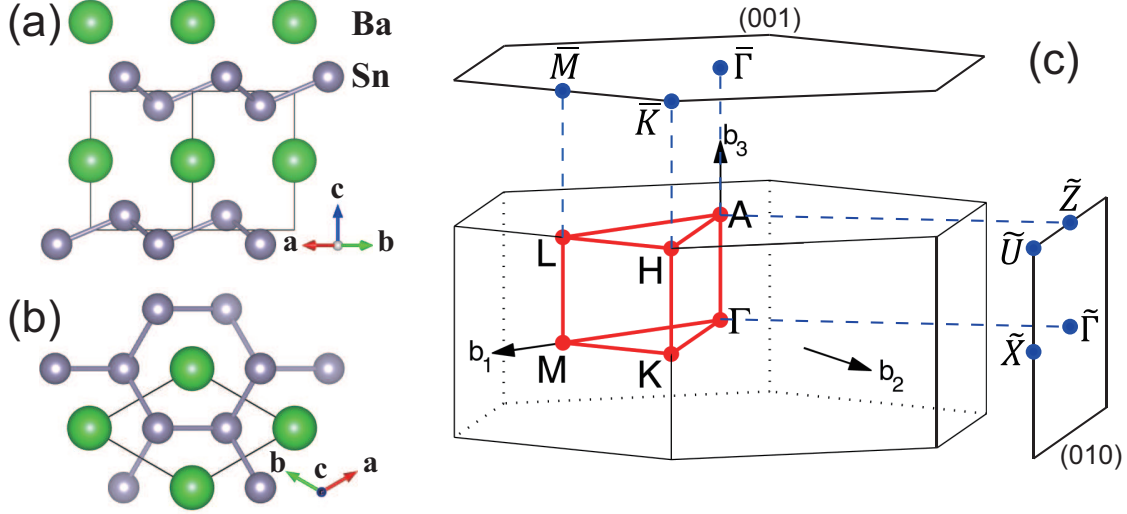 (a)
Ba
Sn
c
a
b
(b)
b
c
a
(001)
(c)
M̅
Γ̅
K̅
b₃
A
Z̃
L
H
Ũ
Γ
Γ̃
b₁
M
K
X̃
b₂
(010)